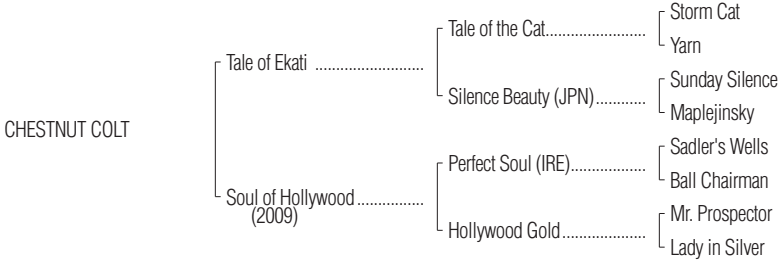 Storm Cat
Tale of the Cat........................
Yarn
Tale of Ekati ..........................
Sunday Silence
Silence Beauty (JPN)............
Maplejinsky
CHESTNUT COLT
Sadler's Wells
Perfect Soul (IRE)..................
Ball Chairman
Soul of Hollywood................
(2009)
Mr. Prospector
Hollywood Gold....................
Lady in Silver